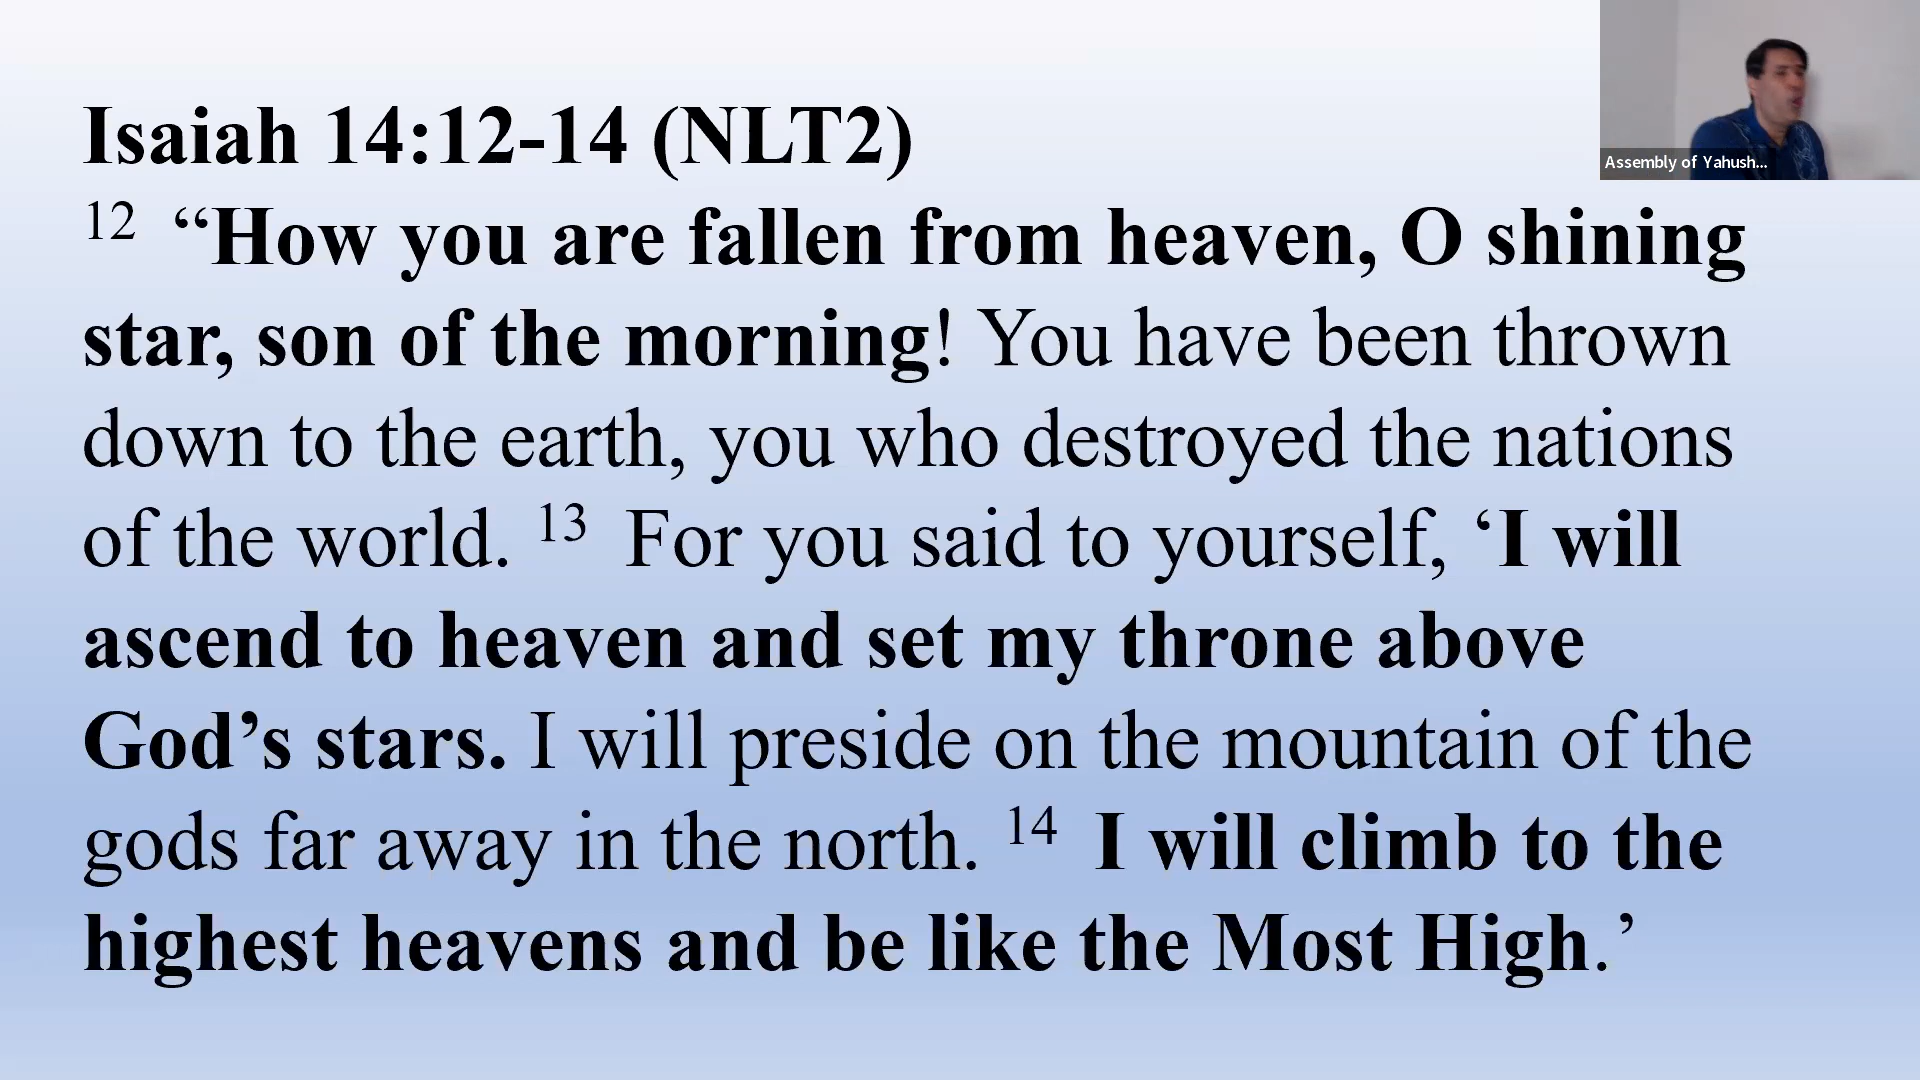 Isaiah 14:12-14 (NLT2)
12 “How you are fallen from heaven, O shining
star, son of the morning! You have been thrown
down to the earth, you who destroyed the nations
of the world. 13 For you said to yourself, ‘I will
ascend to heaven and set my throne above
God’s stars. I will preside on the mountain of the
gods far away in the north. 14 I will climb to the
highest heavens and be like the Most High.’
Assembly of Yahush...